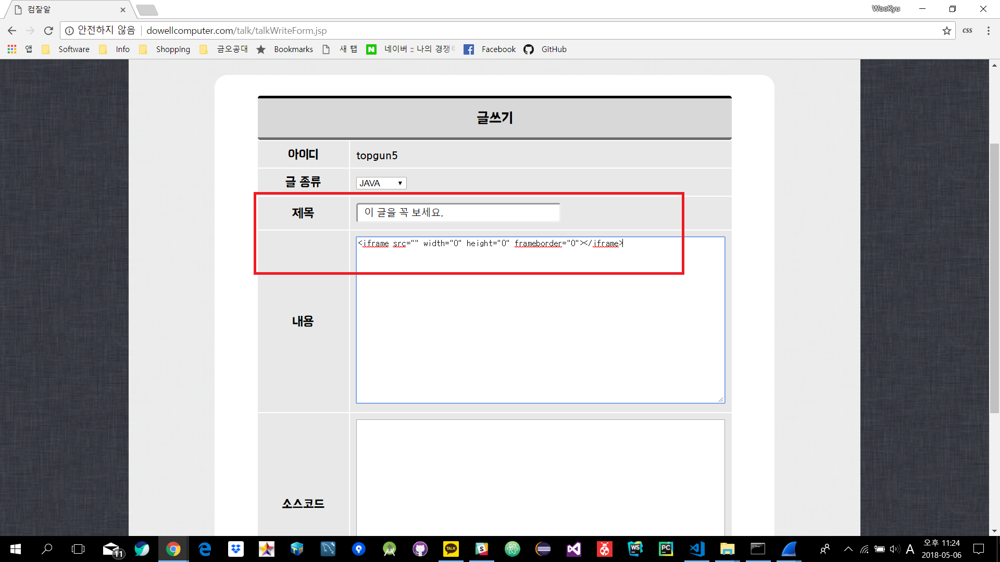 컴잘알
WooKyu
안전하지 않음 dowellcomputer.com/talk/talkWriteForm.jsp
css
앱 Software Info Shopping 금오공대 Bookmarks 새 탭 N 네이버 :: 나의 경쟁 Facebook GitHub
글쓰기
아이디 topgun5
글 종류 JAVA
제목 이 글을 꼭 보세요.
내용 <iframe src="" width="0" height="0" frameborder="0"></iframe>
소스코드
11
TALK
S
WS
PC
A
오후 11:24
2018-05-06